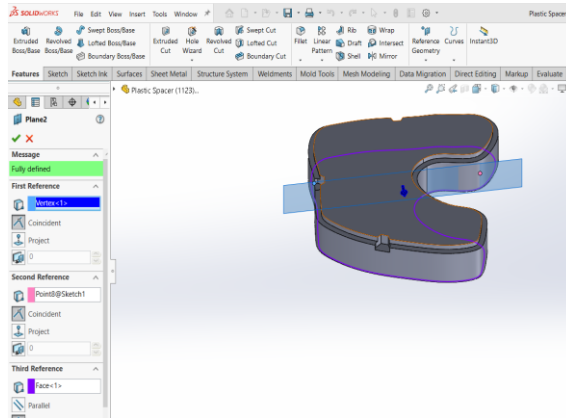 SOLIDWORKS File Edit View Insert Tools Window Plastic Spacer
Extruded Boss/Base
Revolved Boss/Base
Swept Boss/Base
Lofted Boss/Base
Boundary Boss/Base
Extruded Cut
Hole Wizard
Revolved Cut
Swept Cut
Lofted Cut
Boundary Cut
Fillet
Linear Pattern
Rib
Draft
Shell
Wrap
Intersect
Mirror
Reference Geometry
Curves
Instant3D
Features Sketch Sketch Ink Surfaces Sheet Metal Structure System Weldments Mold Tools Mesh Modeling Data Migration Direct Editing Markup Evaluate
Plastic Spacer (1123)...
Plane2
Message
Fully defined
First Reference
Vertex<1>
Coincident
Project
0
Second Reference
Point8@Sketch1
Coincident
Project
0
Third Reference
Face<1>
Parallel